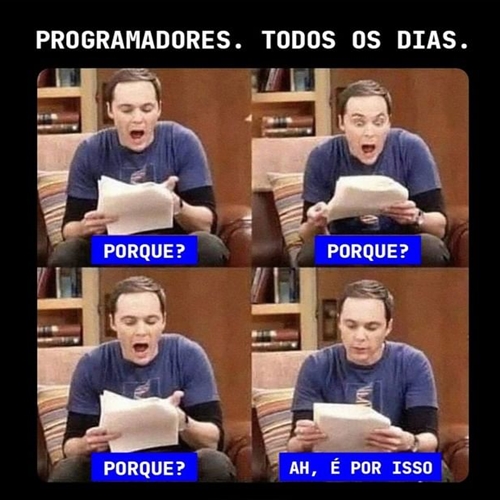 PROGRAMADORES. TODOS OS DIAS.
PORQUE?
PORQUE?
PORQUE?
AH, É POR ISSO